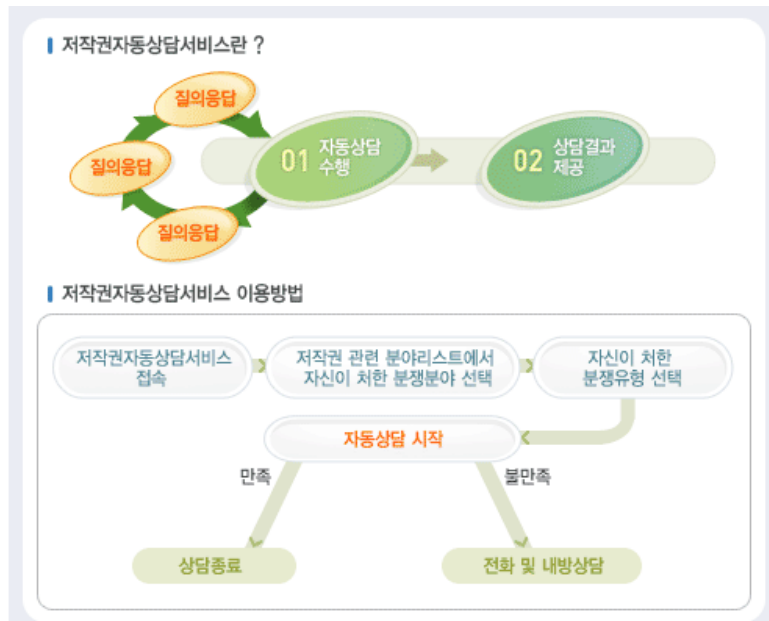 저작권자동상담서비스란 ?
질의응답
질의응답
질의응답
01 자동상담
수행
02 상담결과
제공
저작권자동상담서비스 이용방법
저작권자동상담서비스
접속
저작권 관련 분야리스트에서
자신이 처한 분쟁분야 선택
자신이 처한
분쟁유형 선택
자동상담 시작
만족
불만족
상담종료
전화 및 내방상담